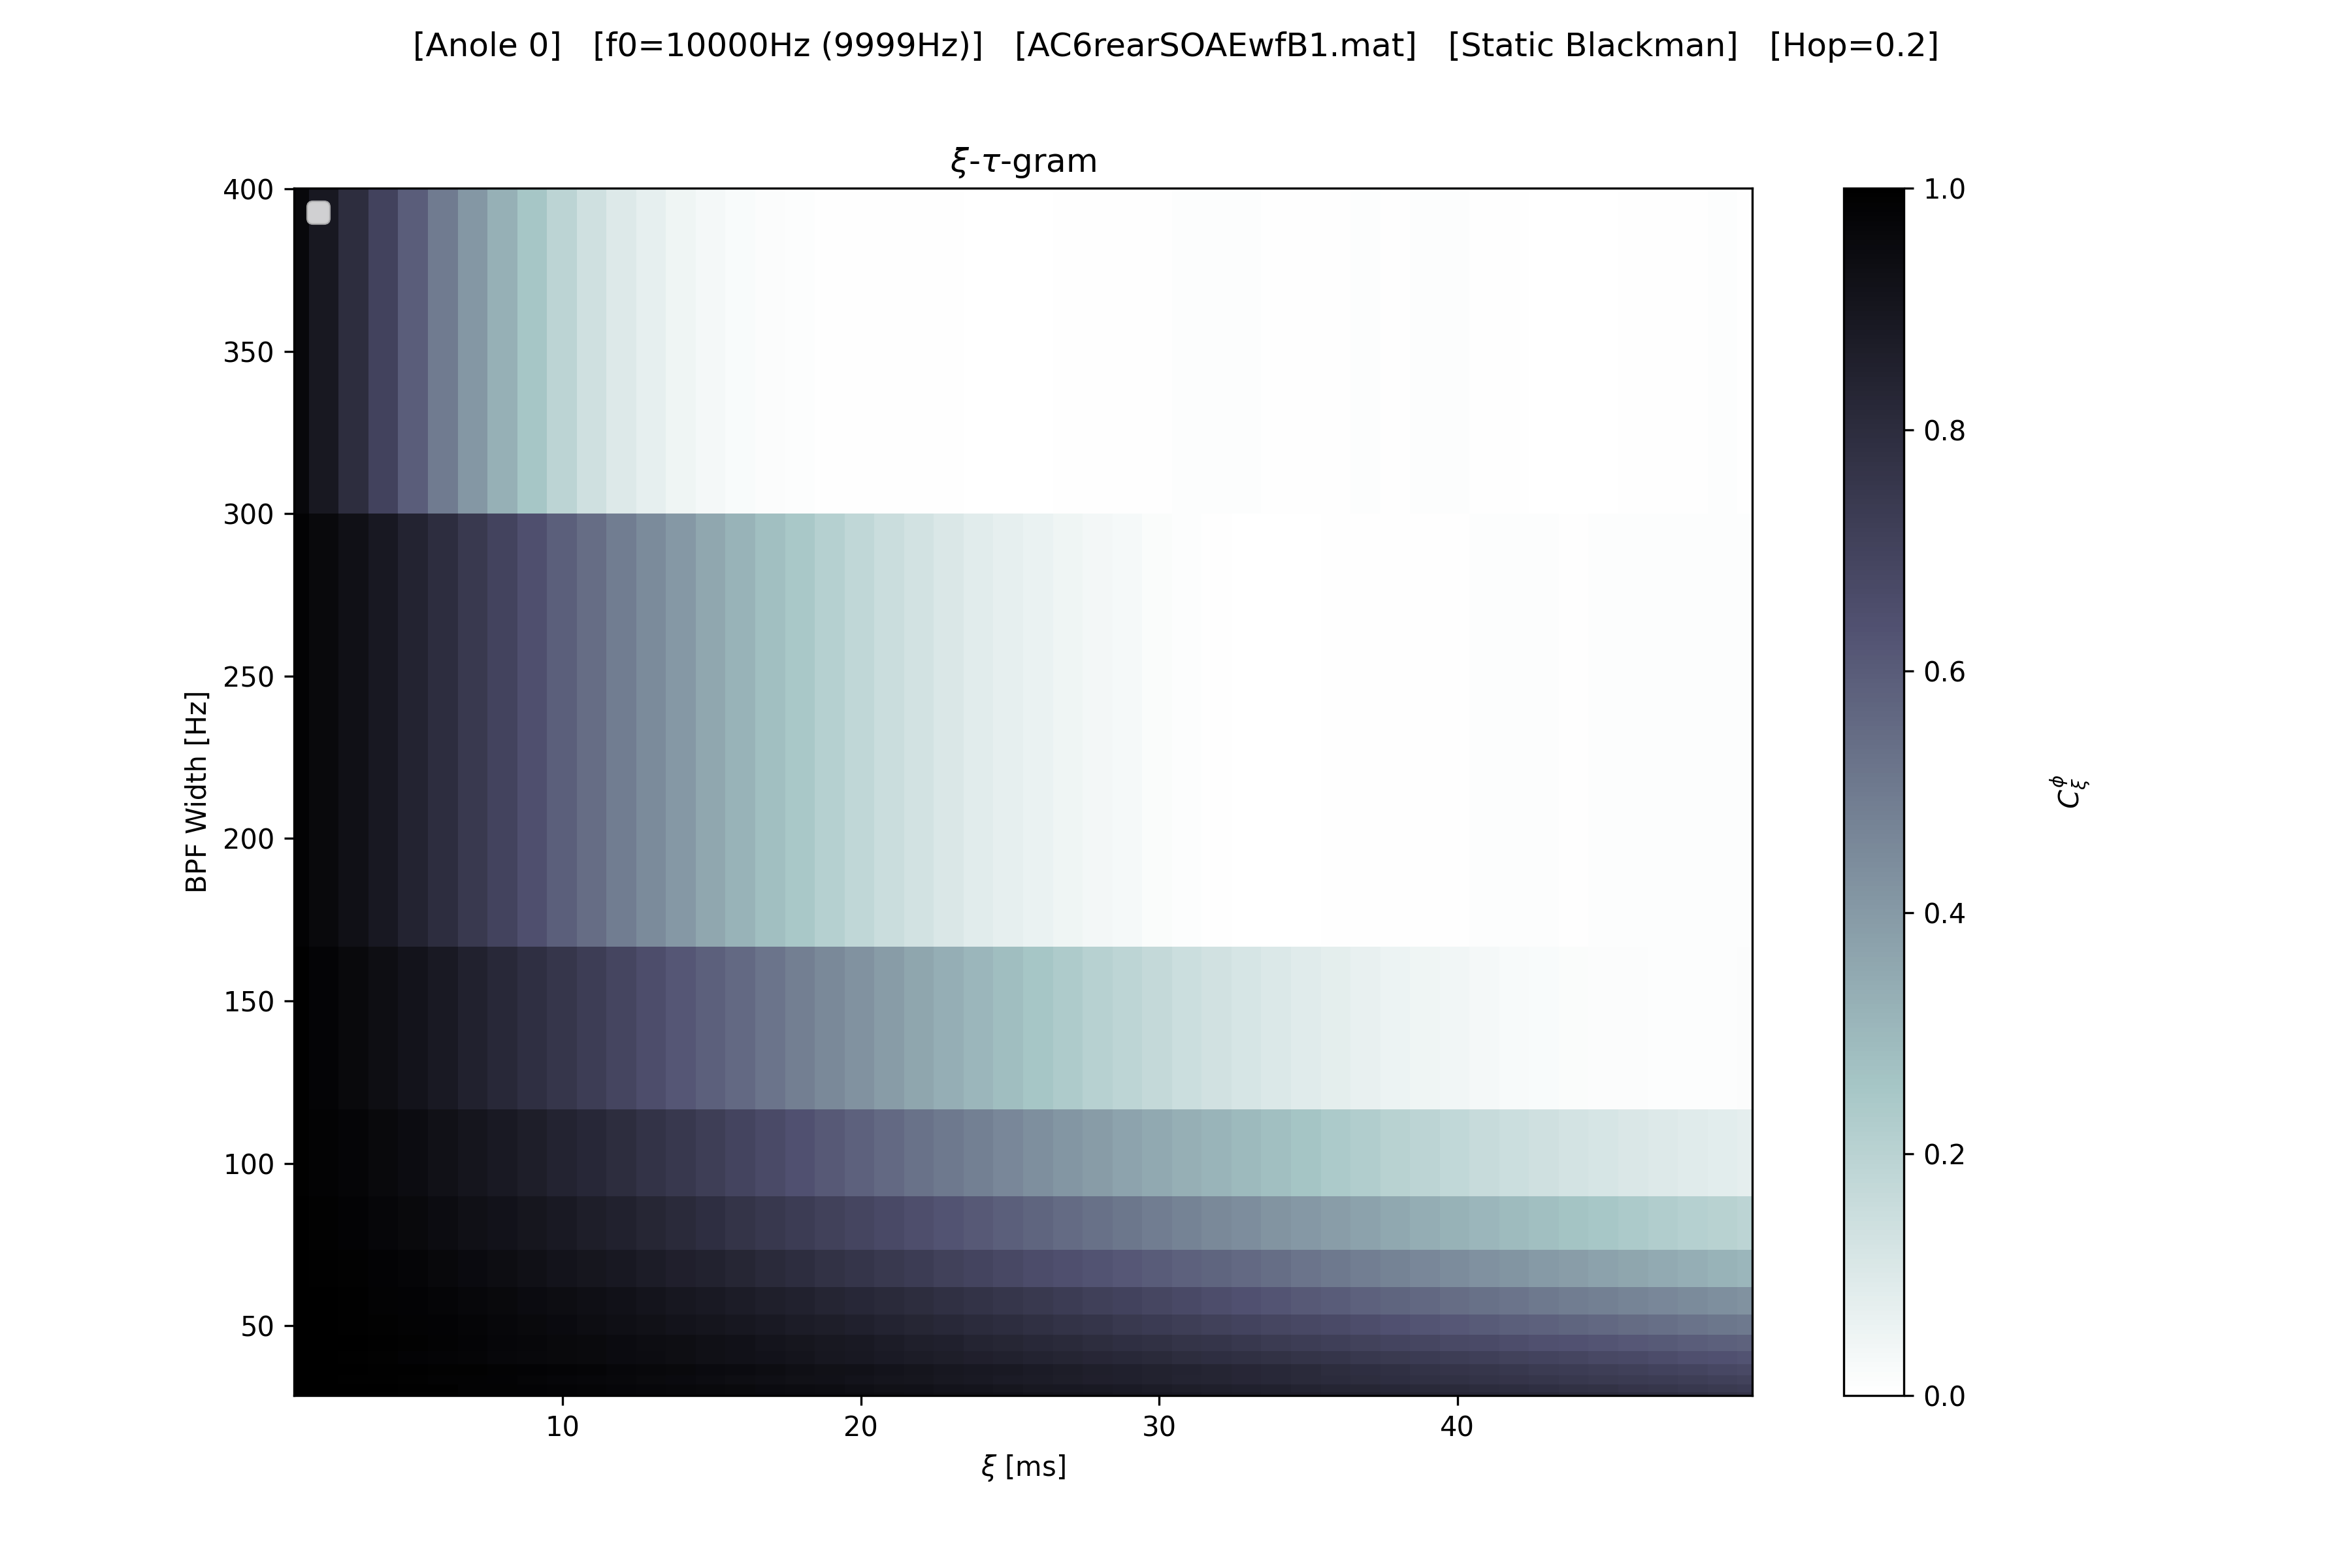 [Anole 0]   [f0=10000Hz (9999Hz)]   [AC6rearSOAEwfB1.mat]   [Static Blackman]   [Hop=0.2]
ξ-τ-gram
400
350
300
250
200
150
100
50
BPF Width [Hz]
10 20 30 40
ξ [ms]
1.0
0.8
0.6
0.4
0.2
0.0
C_ξ^ϕ